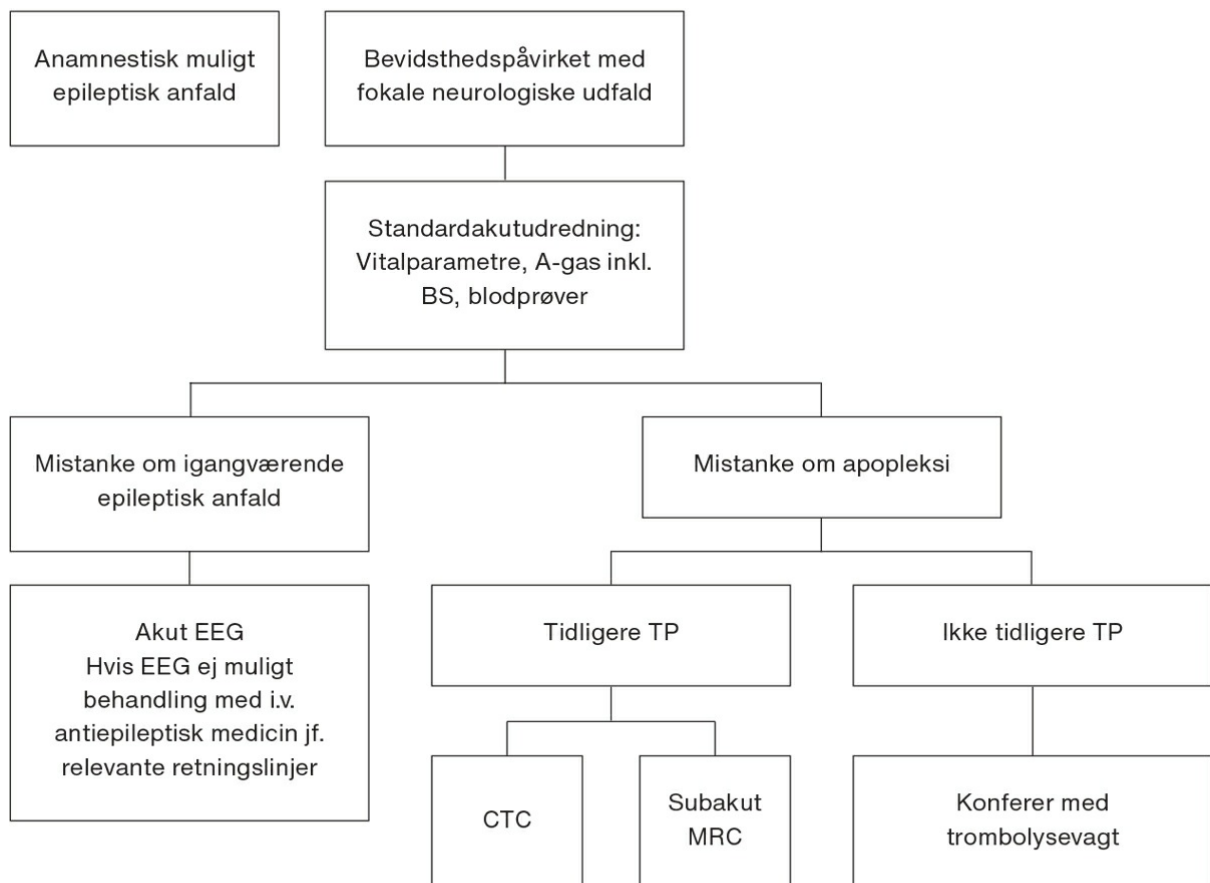 Anamnestisk muligt
epileptisk anfald
Bevidsthedspåvirket med
fokale neurologiske udfald
Standardakutudredning:
Vitalparametre, A-gas inkl.
BS, blodprøver
Mistanke om igangværende
epileptisk anfald
Mistanke om apopleksi
Akut EEG
Hvis EEG ej muligt
behandling med i.v.
antiepileptisk medicin jf.
relevante retningslinjer
Tidligere TP
Ikke tidligere TP
CTC
Subakut
MRC
Konferer med
trombolysevagt